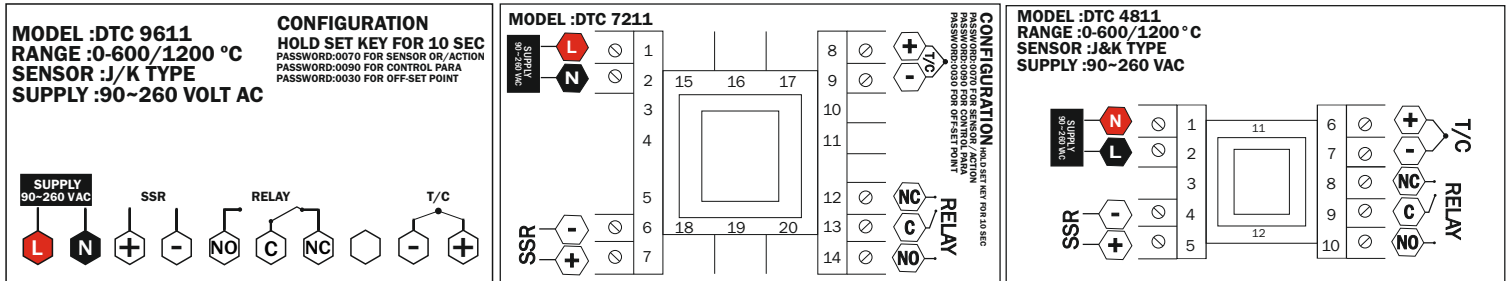 MODEL :DTC 9611
RANGE :0-600/1200 ºC
SENSOR :J/K TYPE
SUPPLY :90~260 VOLT AC
CONFIGURATION
HOLD SET KEY FOR 10 SEC
PASSWORD:0070 FOR SENSOR OR/ACTION
PASSWORD:0090 FOR CONTROL PARA
PASSWORD:0030 FOR OFF-SET POINT
SUPPLY
90~260 VAC
SSR
RELAY
T/C
L
N
+
-
NO
C
NC
-
+
MODEL :DTC 7211
SUPPLY
90~260 VAC
L
N
1
2
3
4
5
6
7
SSR
-
+
15 16 17
18 19 20
8
9
10
11
12
13
14
+
-
T/C
NC
C
NO
RELAY
CONFIGURATION HOLD SET KEY FOR 10 SEC
PASSWORD:0070 FOR SENSOR / ACTION
PASSWORD:0090 FOR CONTROL PARA
PASSWORD:0030 FOR OFF-SET POINT
MODEL :DTC 4811
RANGE :0-600/1200°C
SENSOR :J&K TYPE
SUPPLY :90~260 VAC
SUPPLY
90~260 VAC
N
L
1
2
3
4
5
SSR
-
+
11
12
6
7
8
9
10
+
-
T/C
NC
C
NO
RELAY